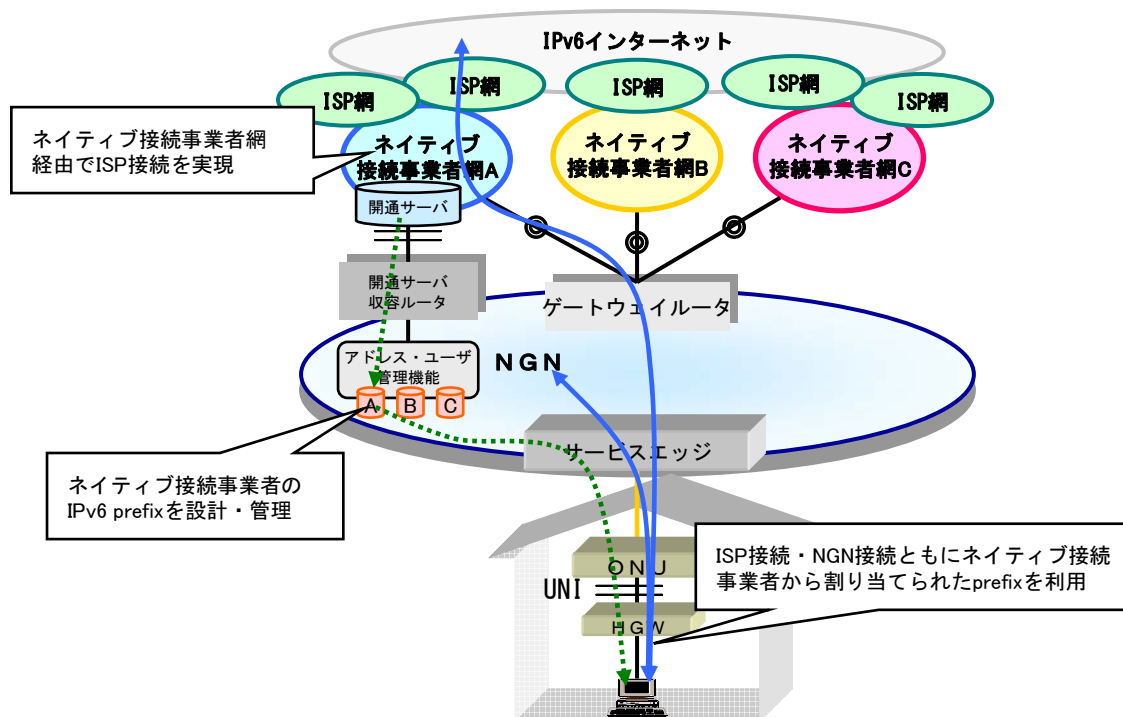 IPv6インターネット
ISP網
ISP網
ISP網
ISP網
ISP網
ネイティブ接続事業者網
経由でISP接続を実現
ネイティブ
接続事業者網A
ネイティブ
接続事業者網B
ネイティブ
接続事業者網C
開通サーバ
開通サーバ
収容ルータ
ゲートウェイルータ
アドレス・ユーザ
管理機能
NGN
A
B
C
サービスエッジ
ネイティブ接続事業者の
IPv6 prefixを設計・管理
ONU
UNI
HGW
ISP接続・NGN接続ともにネイティブ接続
事業者から割り当てられたprefixを利用